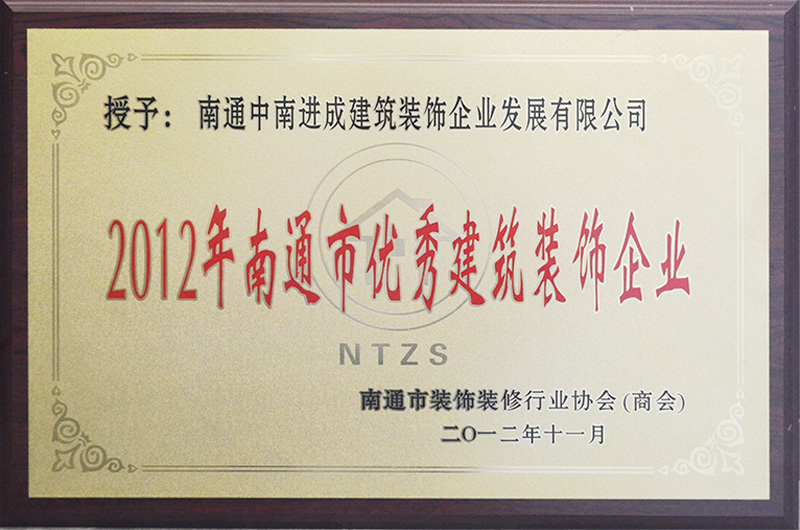 授予：南通中南进成建筑装饰企业发展有限公司
2012年南通市优秀建筑装饰企业
NTZS
南通市装饰装修行业协会(商会)
二〇一二年十一月